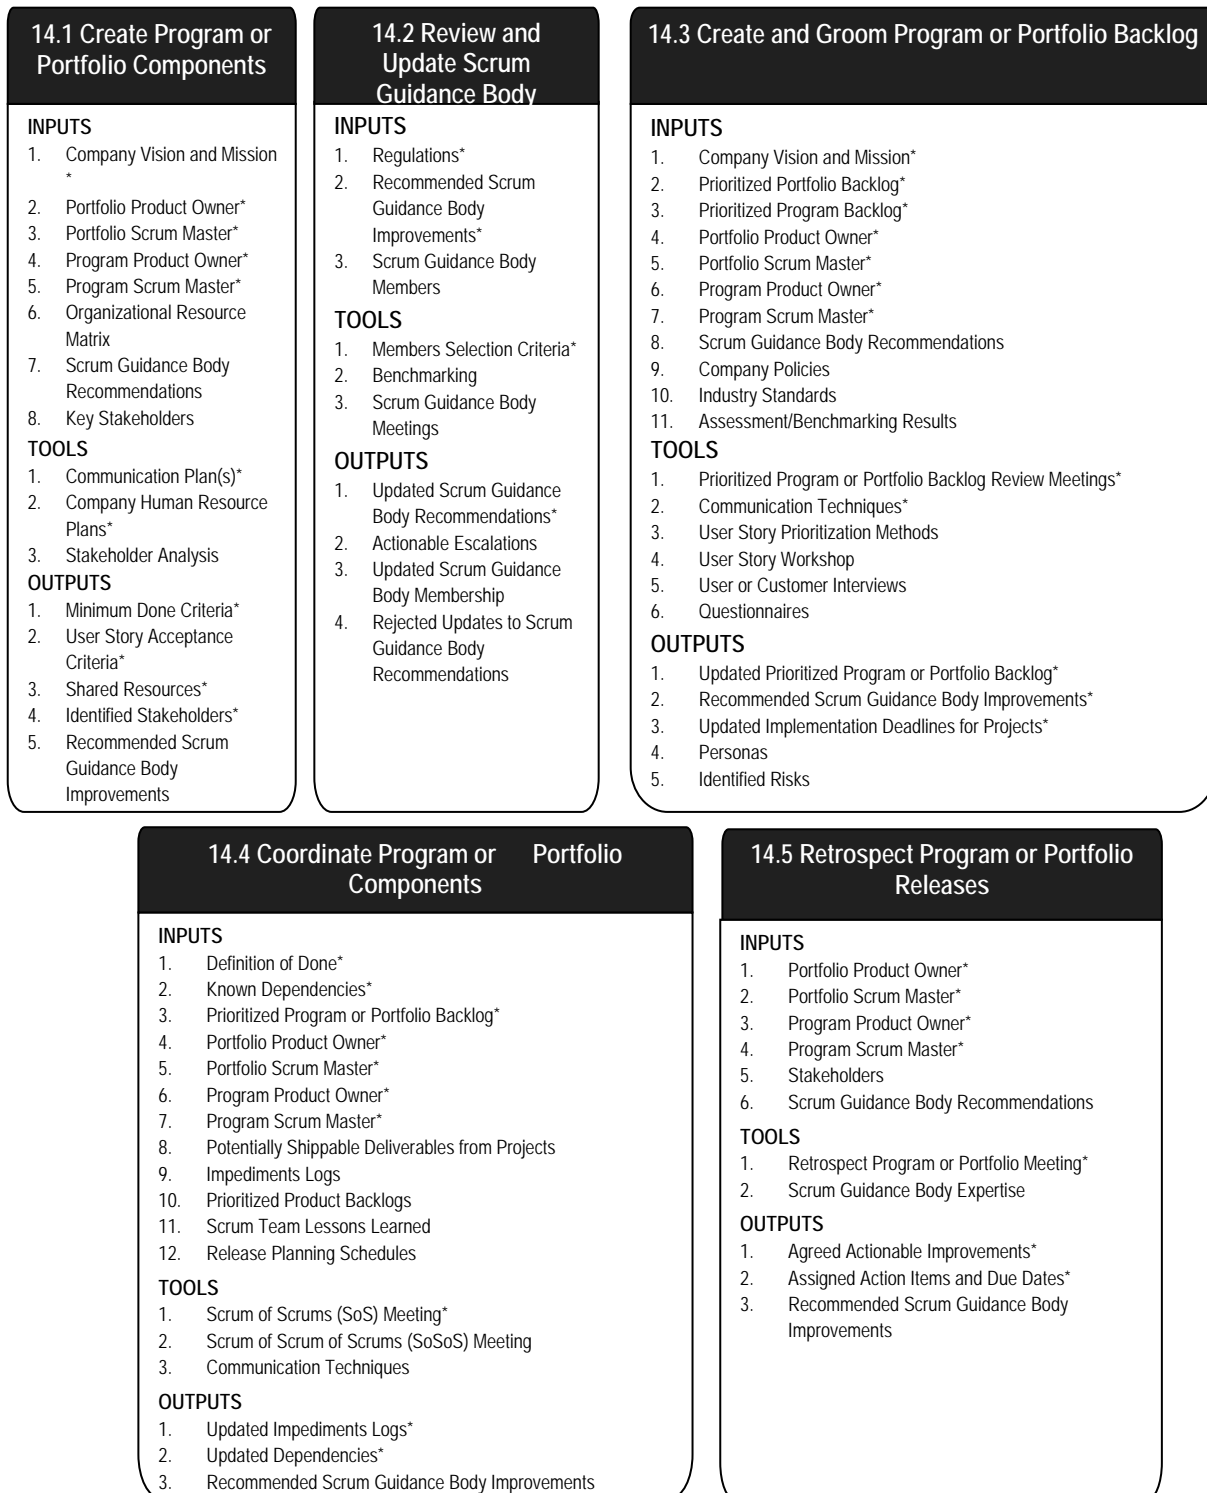 14.1 Create Program or
Portfolio Components
INPUTS
1. Company Vision and Mission
*
2. Portfolio Product Owner*
3. Portfolio Scrum Master*
4. Program Product Owner*
5. Program Scrum Master*
6. Organizational Resource
Matrix
7. Scrum Guidance Body
Recommendations
8. Key Stakeholders
TOOLS
1. Communication Plan(s)*
2. Company Human Resource
Plans*
3. Stakeholder Analysis
OUTPUTS
1. Minimum Done Criteria*
2. User Story Acceptance
Criteria*
3. Shared Resources*
4. Identified Stakeholders*
5. Recommended Scrum
Guidance Body
Improvements
14.2 Review and
Update Scrum
Guidance Body
INPUTS
1. Regulations*
2. Recommended Scrum
Guidance Body
Improvements*
3. Scrum Guidance Body
Members
TOOLS
1. Members Selection Criteria*
2. Benchmarking
3. Scrum Guidance Body
Meetings
OUTPUTS
1. Updated Scrum Guidance
Body Recommendations*
2. Actionable Escalations
3. Updated Scrum Guidance
Body Membership
4. Rejected Updates to Scrum
Guidance Body
Recommendations
14.3 Create and Groom Program or Portfolio Backlog
INPUTS
1. Company Vision and Mission*
2. Prioritized Portfolio Backlog*
3. Prioritized Program Backlog*
4. Portfolio Product Owner*
5. Portfolio Scrum Master*
6. Program Product Owner*
7. Program Scrum Master*
8. Scrum Guidance Body Recommendations
9. Company Policies
10. Industry Standards
11. Assessment/Benchmarking Results
TOOLS
1. Prioritized Program or Portfolio Backlog Review Meetings*
2. Communication Techniques*
3. User Story Prioritization Methods
4. User Story Workshop
5. User or Customer Interviews
6. Questionnaires
OUTPUTS
1. Updated Prioritized Program or Portfolio Backlog*
2. Recommended Scrum Guidance Body Improvements*
3. Updated Implementation Deadlines for Projects*
4. Personas
5. Identified Risks
14.4 Coordinate Program or Portfolio
Components
INPUTS
1. Definition of Done*
2. Known Dependencies*
3. Prioritized Program or Portfolio Backlog*
4. Portfolio Product Owner*
5. Portfolio Scrum Master*
6. Program Product Owner*
7. Program Scrum Master*
8. Potentially Shippable Deliverables from Projects
9. Impediments Logs
10. Prioritized Product Backlogs
11. Scrum Team Lessons Learned
12. Release Planning Schedules
TOOLS
1. Scrum of Scrums (SoS) Meeting*
2. Scrum of Scrum of Scrums (SoSoS) Meeting
3. Communication Techniques
OUTPUTS
1. Updated Impediments Logs*
2. Updated Dependencies*
3. Recommended Scrum Guidance Body Improvements
14.5 Retrospect Program or Portfolio
Releases
INPUTS
1. Portfolio Product Owner*
2. Portfolio Scrum Master*
3. Program Product Owner*
4. Program Scrum Master*
5. Stakeholders
6. Scrum Guidance Body Recommendations
TOOLS
1. Retrospect Program or Portfolio Meeting*
2. Scrum Guidance Body Expertise
OUTPUTS
1. Agreed Actionable Improvements*
2. Assigned Action Items and Due Dates*
3. Recommended Scrum Guidance Body
Improvements